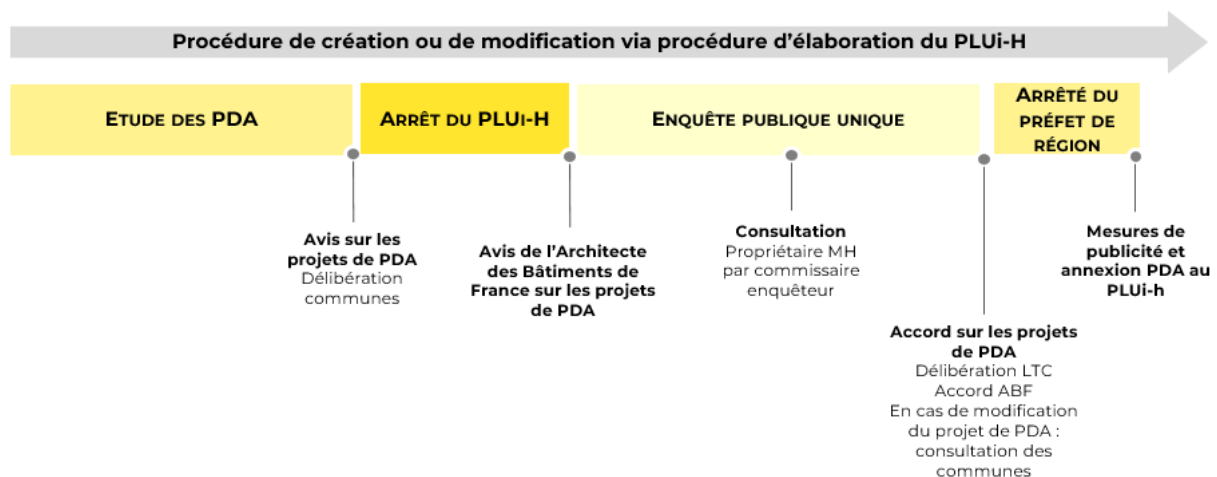 Procédure de création ou de modification via procédure d'élaboration du PLUi-H
ETUDE DES PDA
ARRÊT DU PLUI-H
ENQUÊTE PUBLIQUE UNIQUE
ARRÊTÉ DU
PRÉFET DE
RÉGION
Avis sur les
projets de PDA
Délibération
communes
Avis de l'Architecte
des Bâtiments de
France sur les projets
de PDA
Consultation
Propriétaire MH
par commissaire
enquêteur
Accord sur les projets
de PDA
Délibération LTC
Accord ABF
En cas de modification
du projet de PDA :
consultation des
communes
Mesures de
publicité et
annexion PDA au
PLUi-h